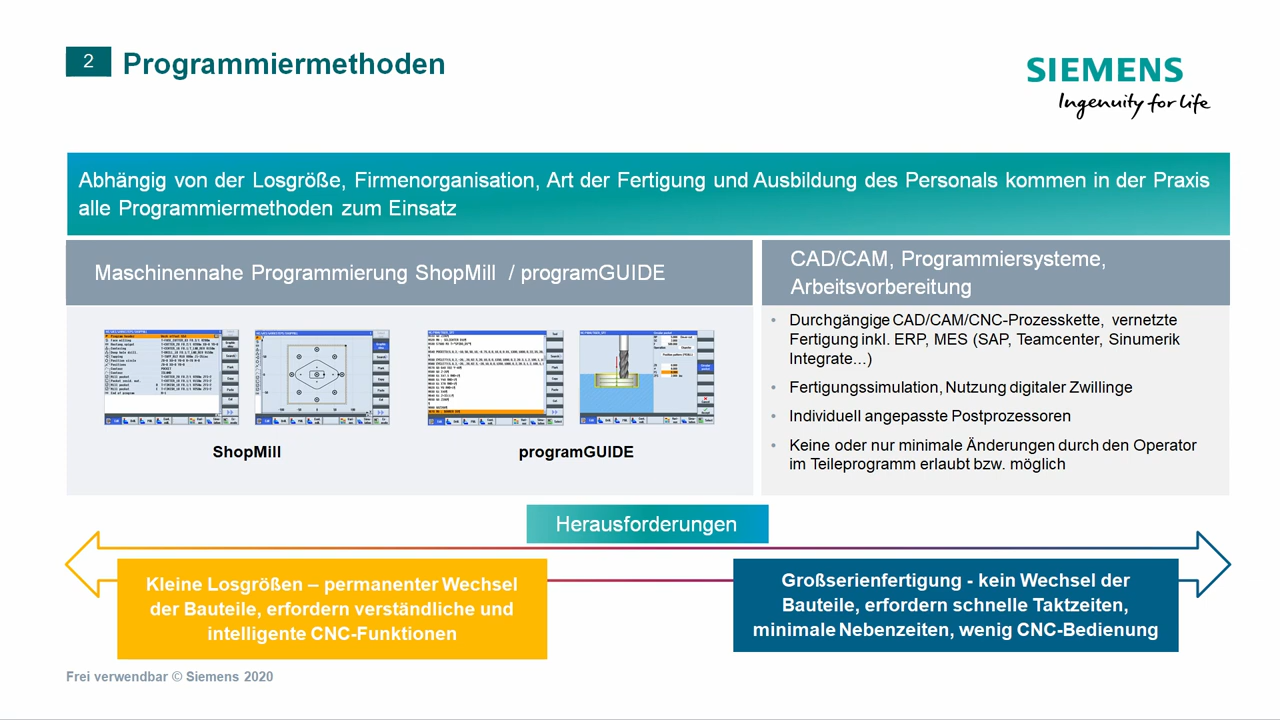 2
Programmiermethoden
SIEMENS
Ingenuity for life
Abhängig von der Losgröße, Firmenorganisation, Art der Fertigung und Ausbildung des Personals kommen in der Praxis
alle Programmiermethoden zum Einsatz
Maschinennahe Programmierung ShopMill / programGUIDE
CAD/CAM, Programmiersysteme,
Arbeitsvorbereitung
ShopMill
programGUIDE
• Durchgängige CAD/CAM/CNC-Prozesskette, vernetzte
Fertigung inkl. ERP, MES (SAP, Teamcenter, Sinumerik
Integrate…)
• Fertigungssimulation, Nutzung digitaler Zwillinge
• Individuell angepasste Postprozessoren
• Keine oder nur minimale Änderungen durch den Operator
im Teileprogramm erlaubt bzw. möglich
Herausforderungen
Kleine Losgrößen – permanenter Wechsel
der Bauteile, erfordern verständliche und
intelligente CNC-Funktionen
Großserienfertigung - kein Wechsel der
Bauteile, erfordern schnelle Taktzeiten,
minimale Nebenzeiten, wenig CNC-Bedienung
Frei verwendbar © Siemens 2020